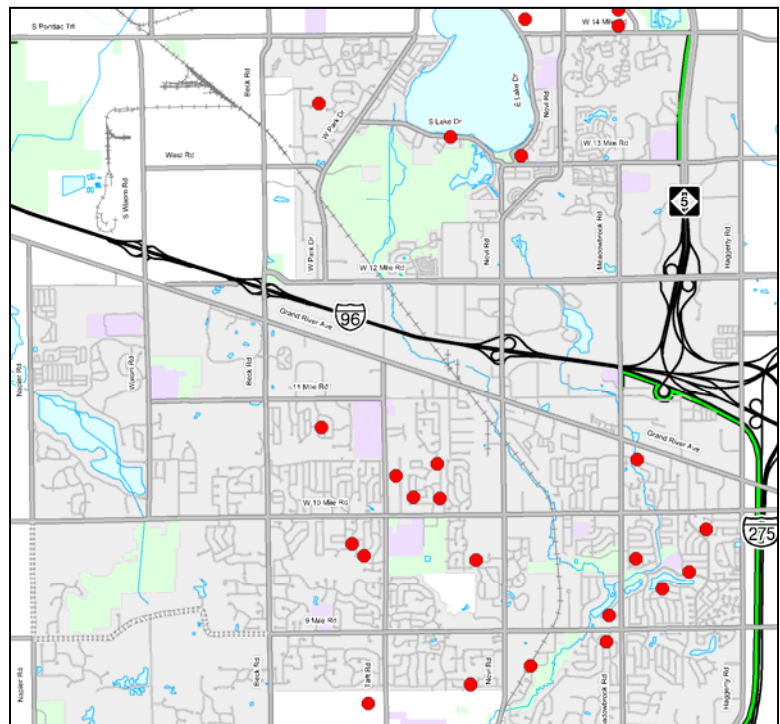 S Pontiac Trl
W 14 Mile Rd
Beck Rd
W Park Dr
S Lake Dr
E Lake Dr
Novi Rd
W 13 Mile Rd
West Rd
S Wixom Rd
5
W Park Dr
W 12 Mile Rd
Novi Rd
Meadowbrook Rd
Haggerty Rd
96
Grand River Ave
Napier Rd
Wixom Rd
Beck Rd
11 Mile Rd
Grand River Ave
W 10 Mile Rd
275
9 Mile Rd
Napier Rd
Beck Rd
Taft Rd
Novi Rd
adowbrook Rd
Haggerty Rd